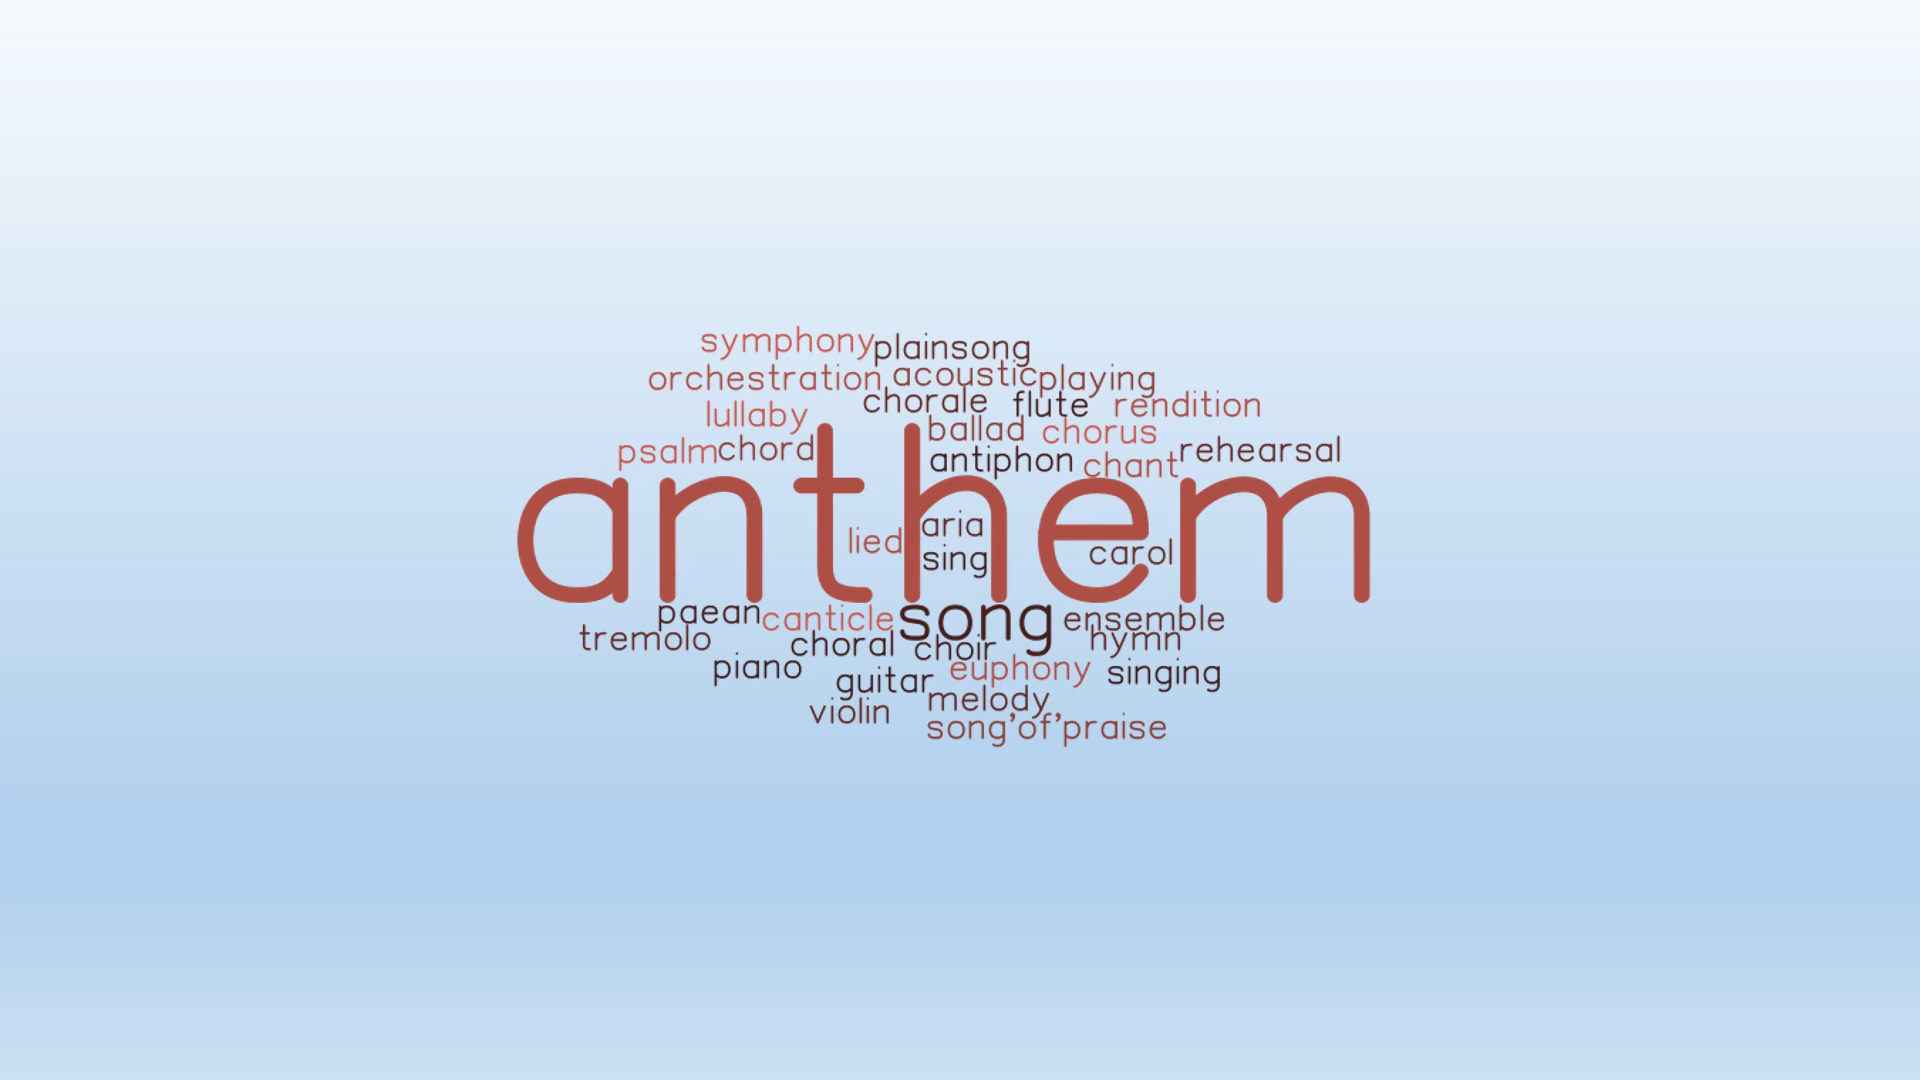 symphony plainsong
orchestration acoustic playing
chorale flute rendition
lullaby ballad chorus
psalm chord antiphon chant rehearsal
anthem
lied aria
sing carol
paean canticle song ensemble
tremolo choral choir hymn
piano guitar euphony singing
violin melody
song'of'praise